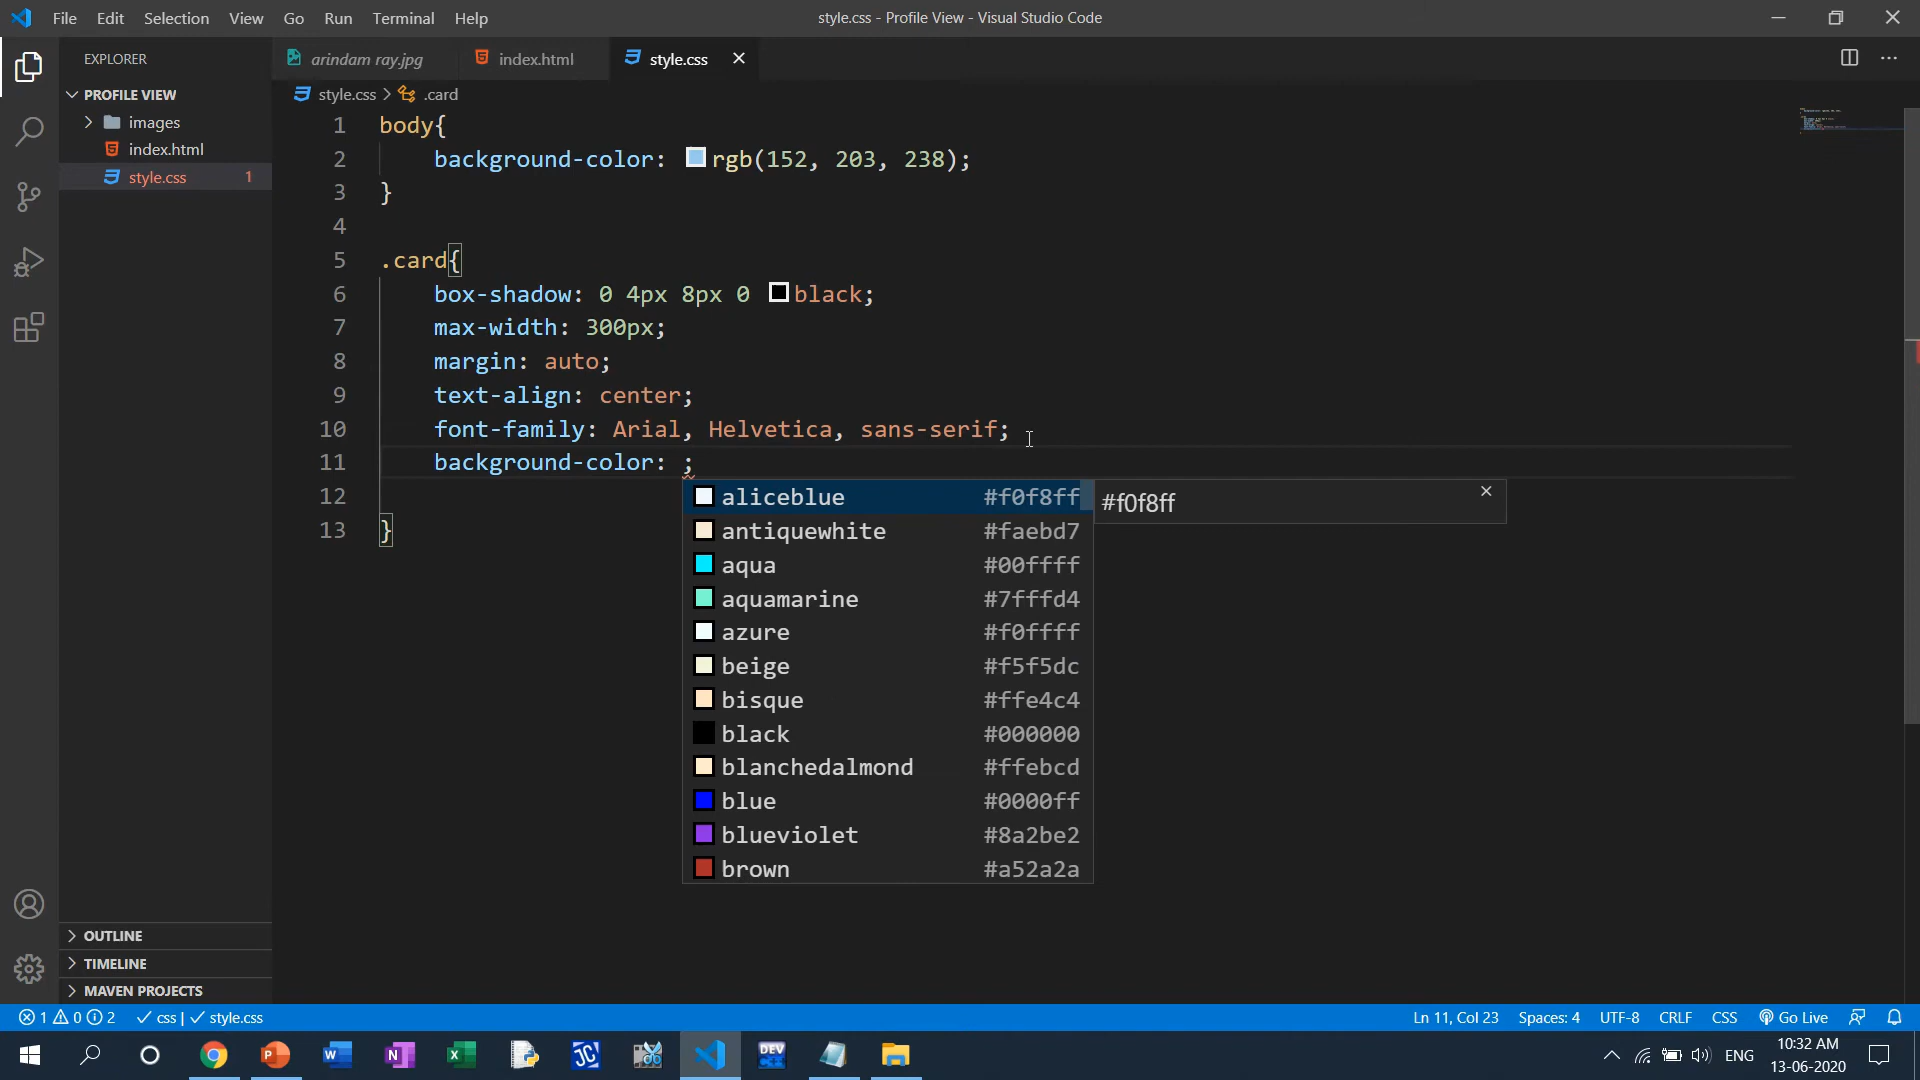 File Edit Selection View Go Run Terminal Help
style.css - Profile View - Visual Studio Code
EXPLORER
arindam ray.jpg index.html style.css
PROFILE VIEW
images
index.html
style.css 1
OUTLINE
TIMELINE
MAVEN PROJECTS
style.css > .card
1 body{
2 background-color: rgb(152, 203, 238);
3 }
4
5 .card{
6 box-shadow: 0 4px 8px 0 black;
7 max-width: 300px;
8 margin: auto;
9 text-align: center;
10 font-family: Arial, Helvetica, sans-serif;
11 background-color: ;
12
13 }
aliceblue #f0f8ff
#f0f8ff
antiquewhite #faebd7
aqua #00ffff
aquamarine #7fffd4
azure #f0ffff
beige #f5f5dc
bisque #ffe4c4
black #000000
blanchedalmond #ffebcd
blue #0000ff
blueviolet #8a2be2
brown #a52a2a
1 0 2 css | style.css
Ln 11, Col 23 Spaces: 4 UTF-8 CRLF CSS Go Live
W N X JC DEV C++
ENG
10:32 AM
13-06-2020